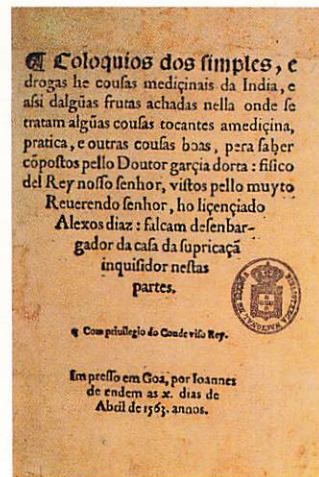 ¶ Coloquios dos simples, e
drogas he cousas mediçinais da India, e
assi dalgũas frutas achadas nella onde se
tratam algũas cousas tocantes amediçina,
pratica, e outras cousas boas, pera saber
cõpostos pello Doutor garçia dorta : fisico
del Rey nosso senhor, vistos pello muyto
Reuerendo senhor, ho liçençiado
Alexos diaz : falcam desenbar-
gador da casa da supricaçã
inquisidor nestas
partes.
¶ Com priuilegio do Conde viso Rey.
Impresso em Goa, por Ioannes
de endem as x. dias de
Abril de 1563. annos.